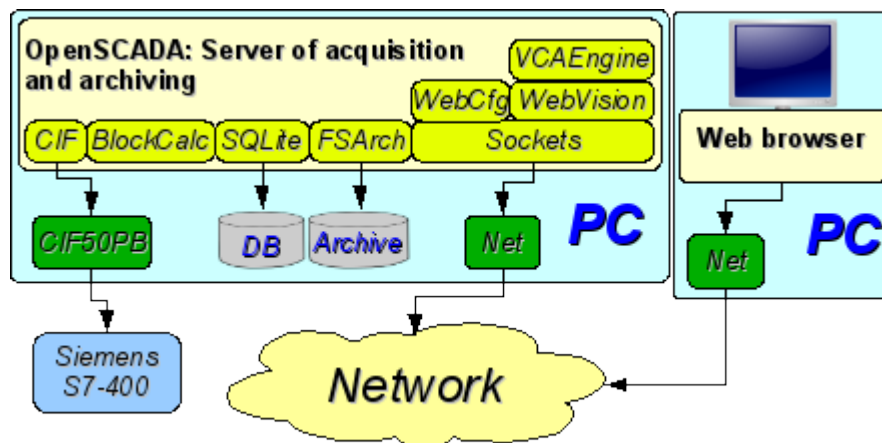 OpenSCADA: Server of acquisition
and archiving
VCAEngine
WebCfg
WebVision
CIF
BlockCalc
SQLite
FSArch
Sockets
Web browser
CIF50PB
DB
Archive
Net
PC
Net
PC
Siemens
S7-400
Network